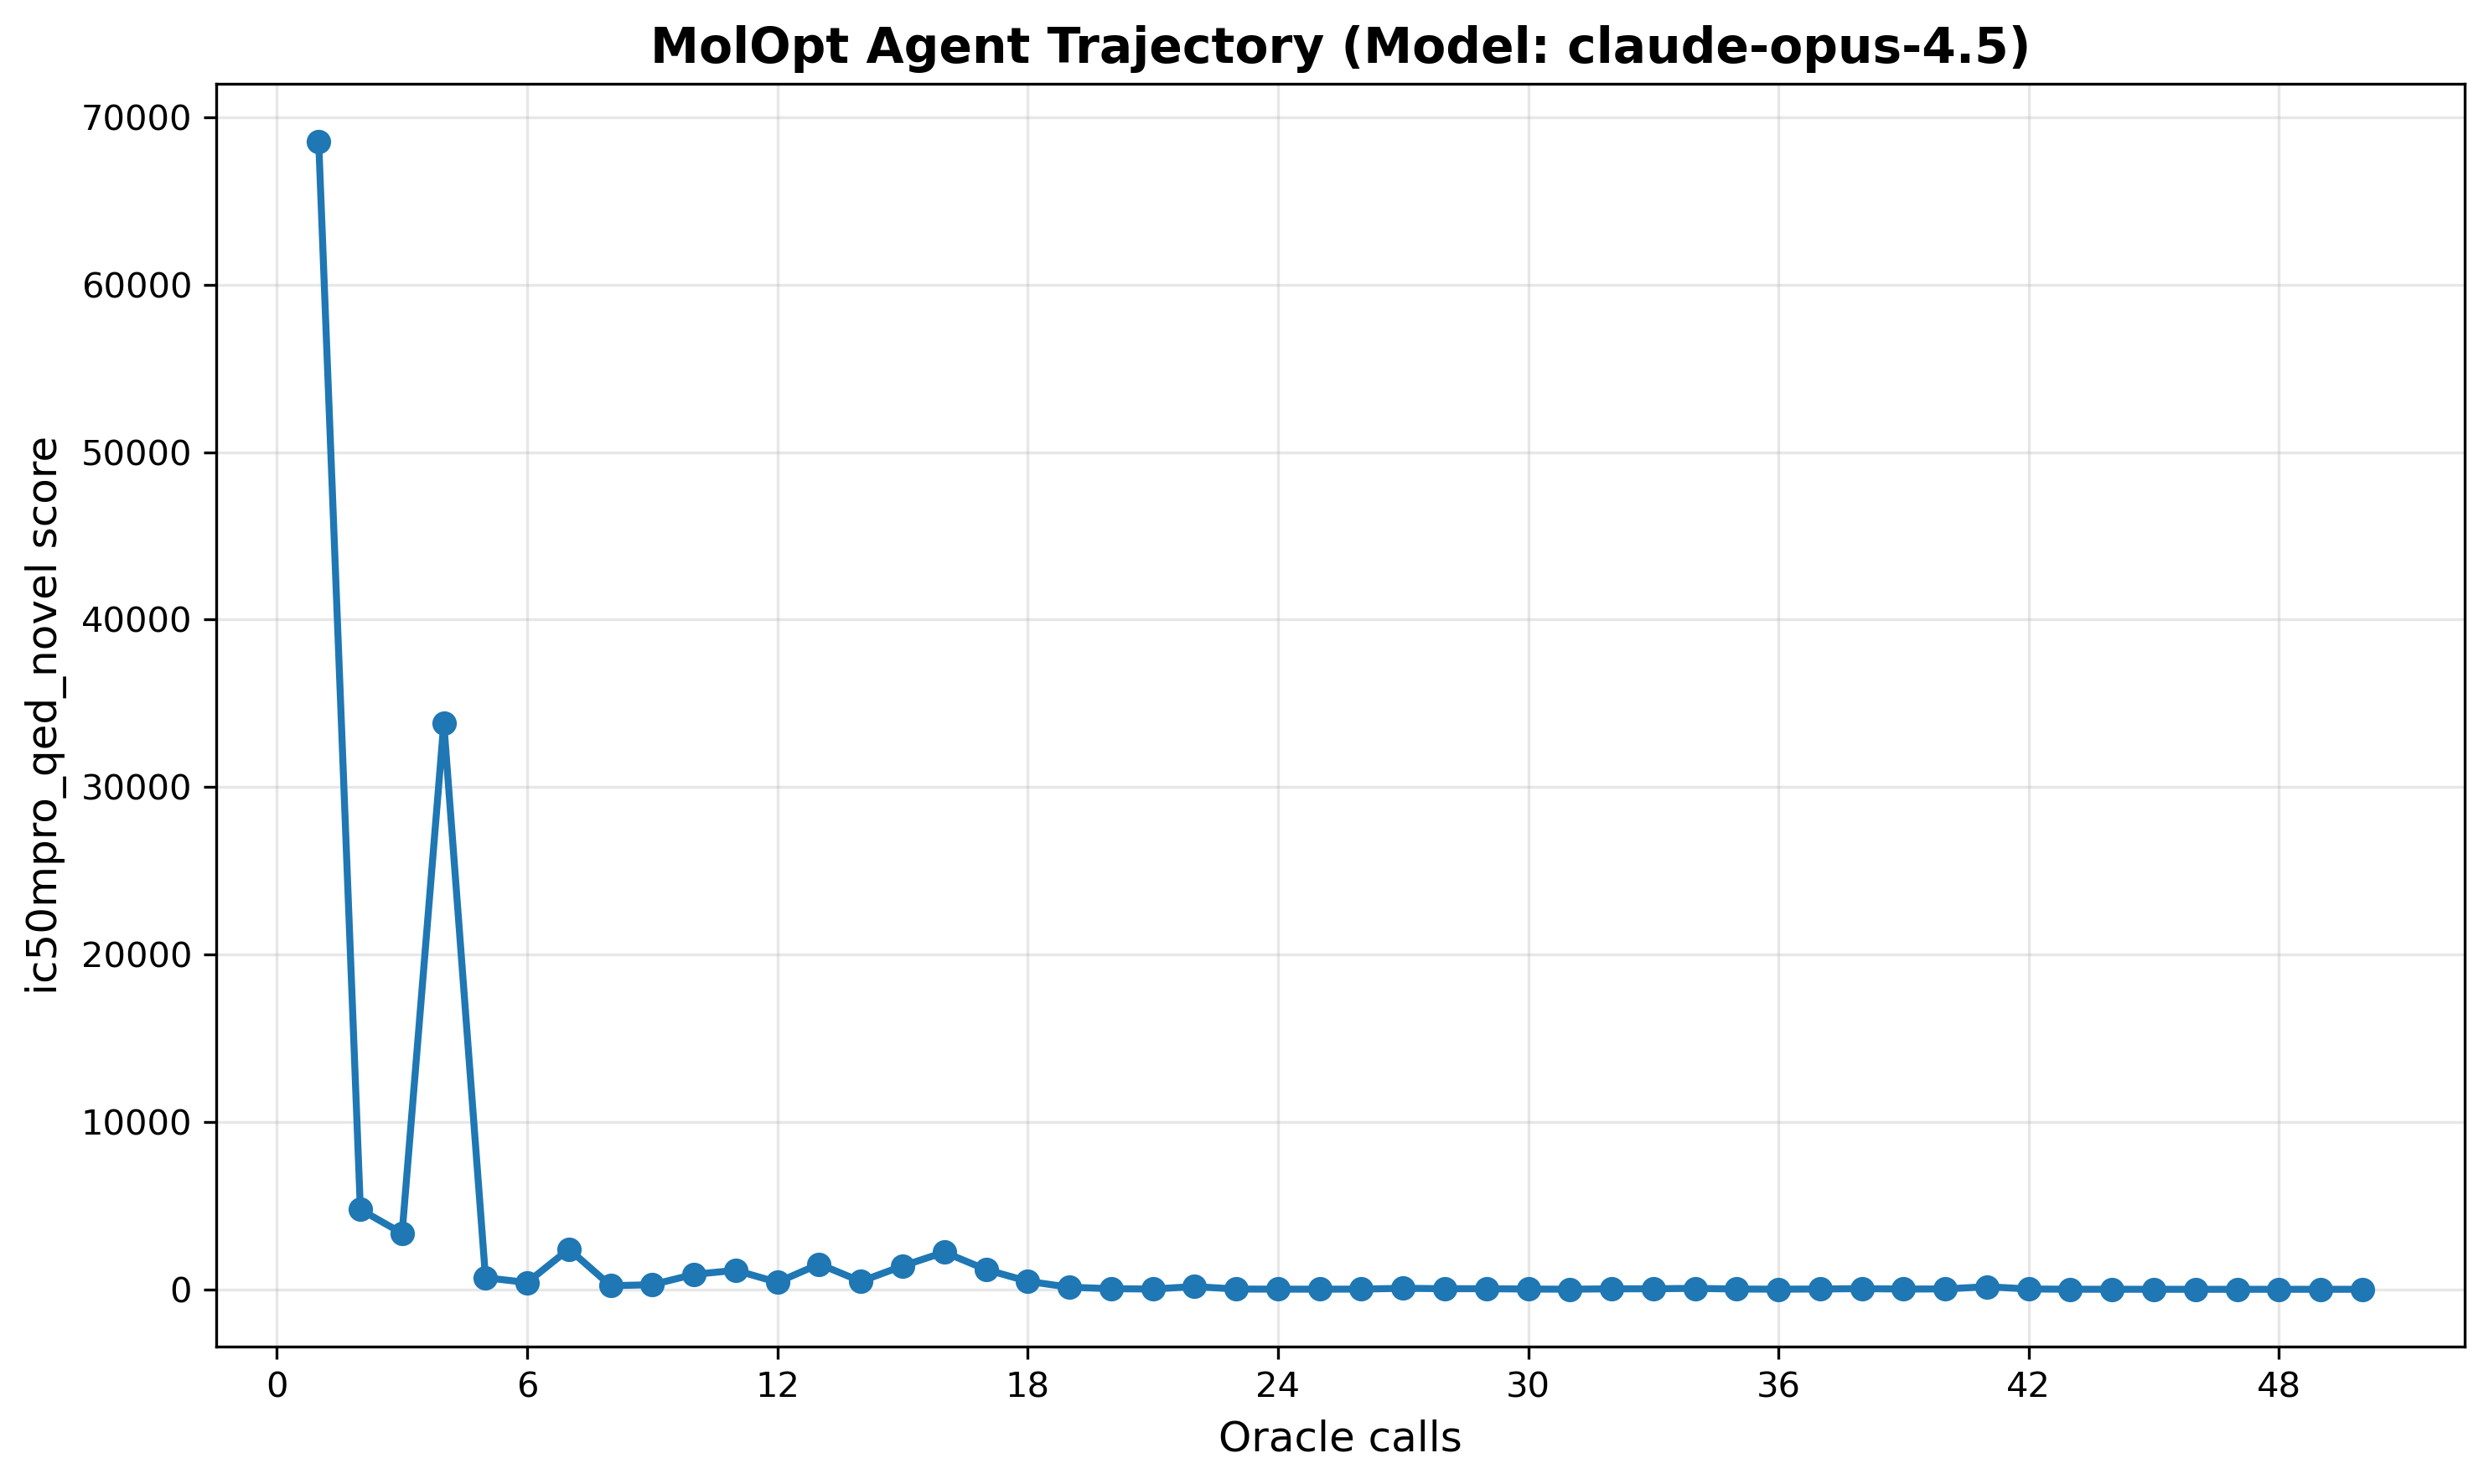 MolOpt Agent Trajectory (Model: claude-opus-4.5)
ic50mpro_qed_novel score
70000
60000
50000
40000
30000
20000
10000
0
0 6 12 18 24 30 36 42 48
Oracle calls